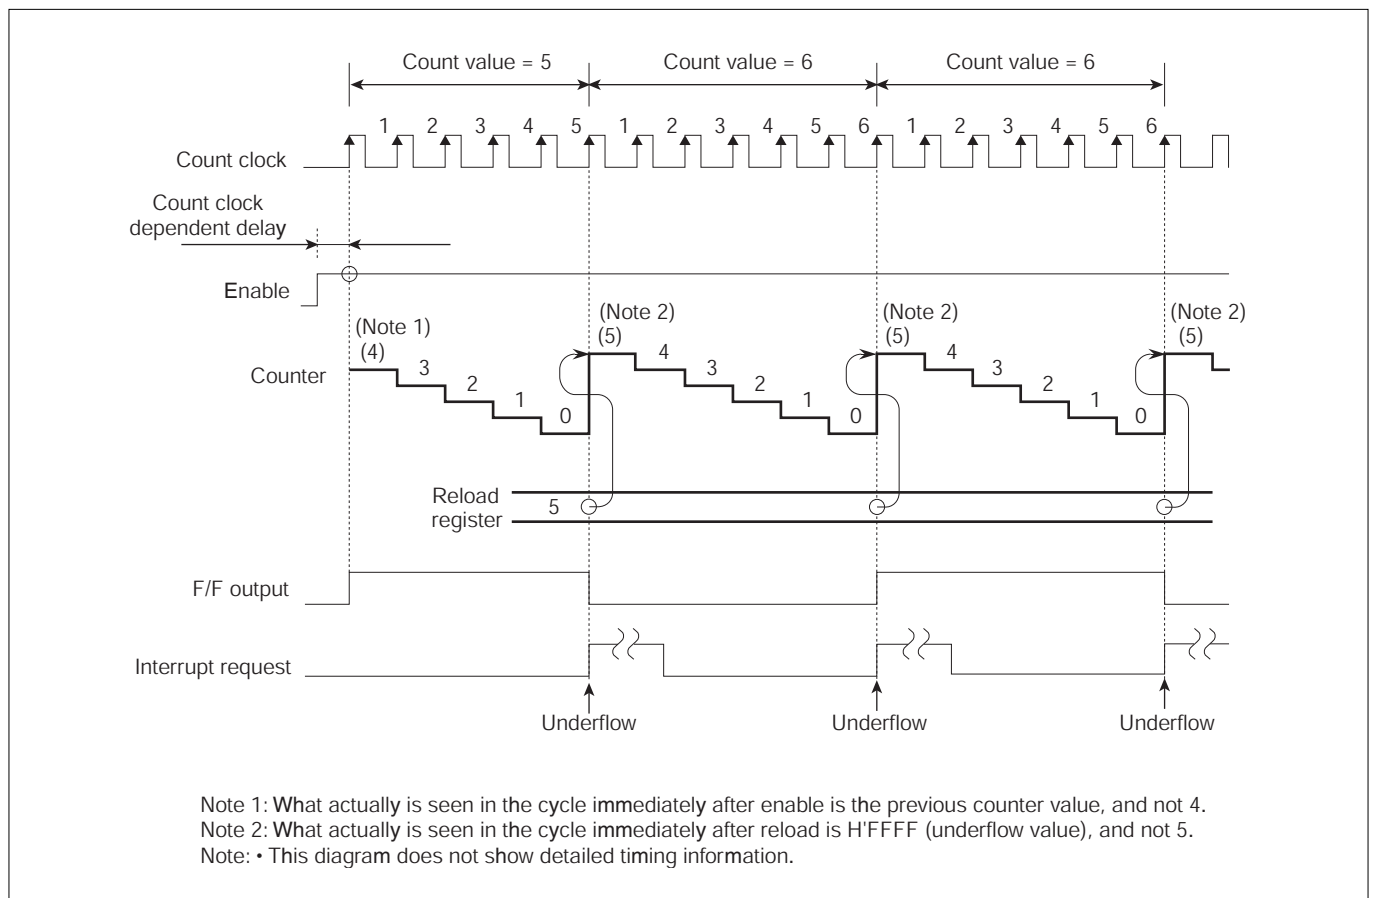 Count value = 5 Count value = 6 Count value = 6
1 2 3 4 5 1 2 3 4 5 6 1 2 3 4 5 6
Count clock
Count clock
dependent delay
Enable
(Note 1) (Note 2) (Note 2) (Note 2)
(4) (5) (5) (5)
Counter 3 2 1 0 4 3 2 1 0 4 3 2 1 0
Reload
register 5
F/F output
Interrupt request
Underflow Underflow Underflow
Note 1: What actually is seen in the cycle immediately after enable is the previous counter value, and not 4.
Note 2: What actually is seen in the cycle immediately after reload is H'FFFF (underflow value), and not 5.
Note: • This diagram does not show detailed timing information.